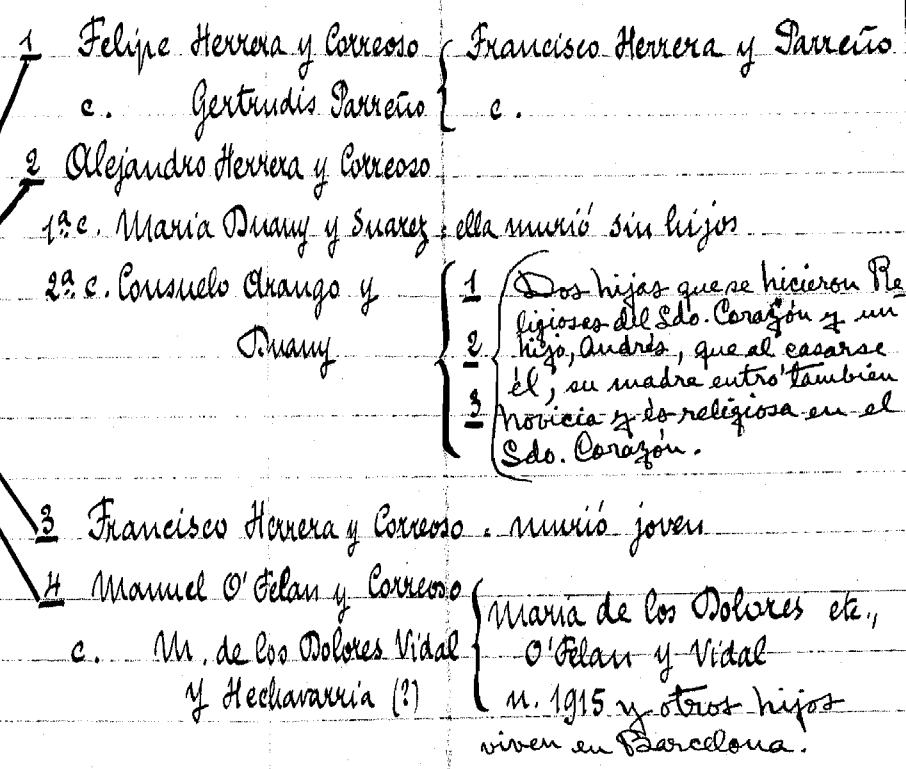 1 Felipe Herrera y Correoso { Francisco Herrera y Parreño
c. Gertrudis Parreño { c.
2 Alejandro Herrera y Correoso
1ª c. Maria Duany y Suarez : ella murió sin hijos
2ª c. Consuelo Arango y
Duany
1 Dos hijas que se hicieron Re-
ligiosas del Sdo. Corazón y un
2 hijo, Andrés, que al casarse
él, su madre entró también
3 novicia y es religiosa en el
Sdo. Corazón.
3 Francisco Herrera y Correoso . murió joven
4 Manuel O'Felan y Correoso
c. M. de los Dolores Vidal
y Hechavarria (?)
Maria de los Dolores etc.,
O'Felan y Vidal
n. 1915 y otros hijos
viven en Barcelona.